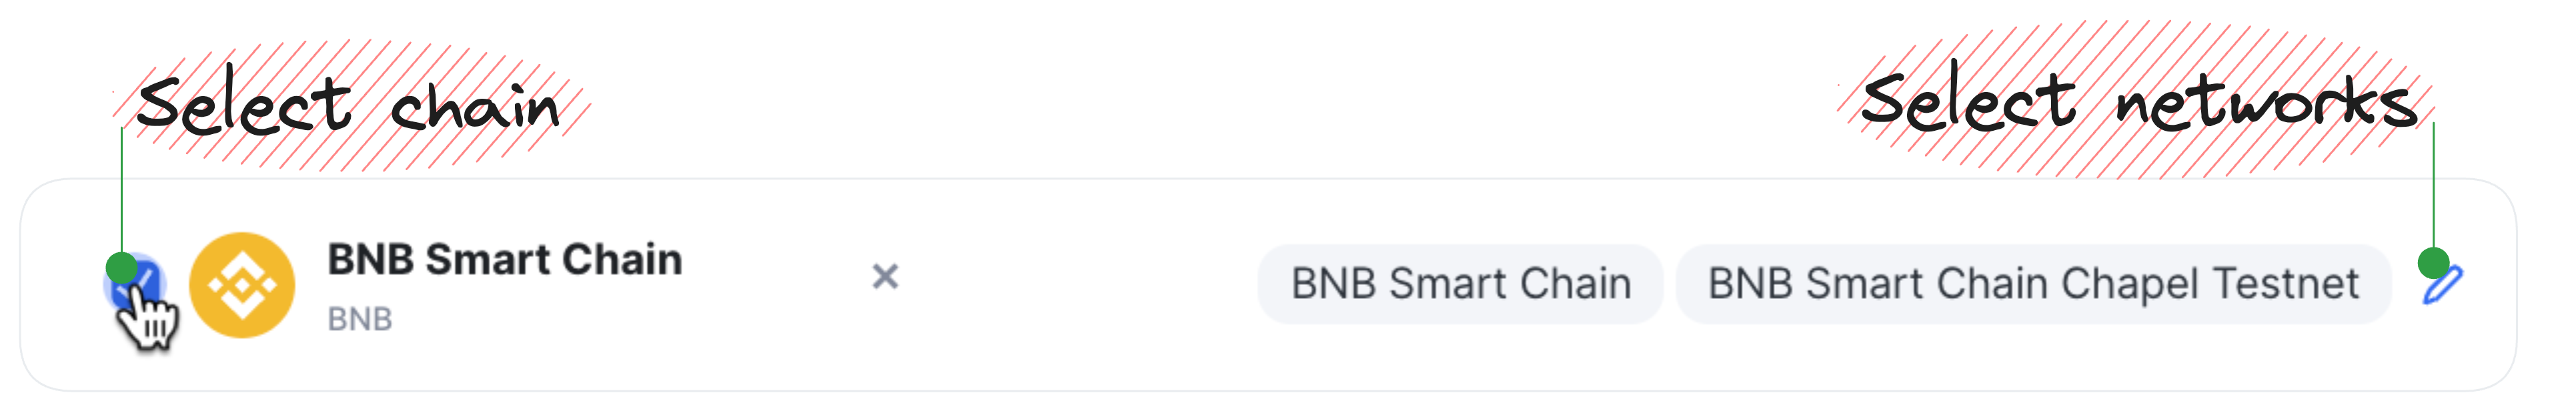 Select chain
Select networks
BNB Smart Chain
BNB
BNB Smart Chain
BNB Smart Chain Chapel Testnet